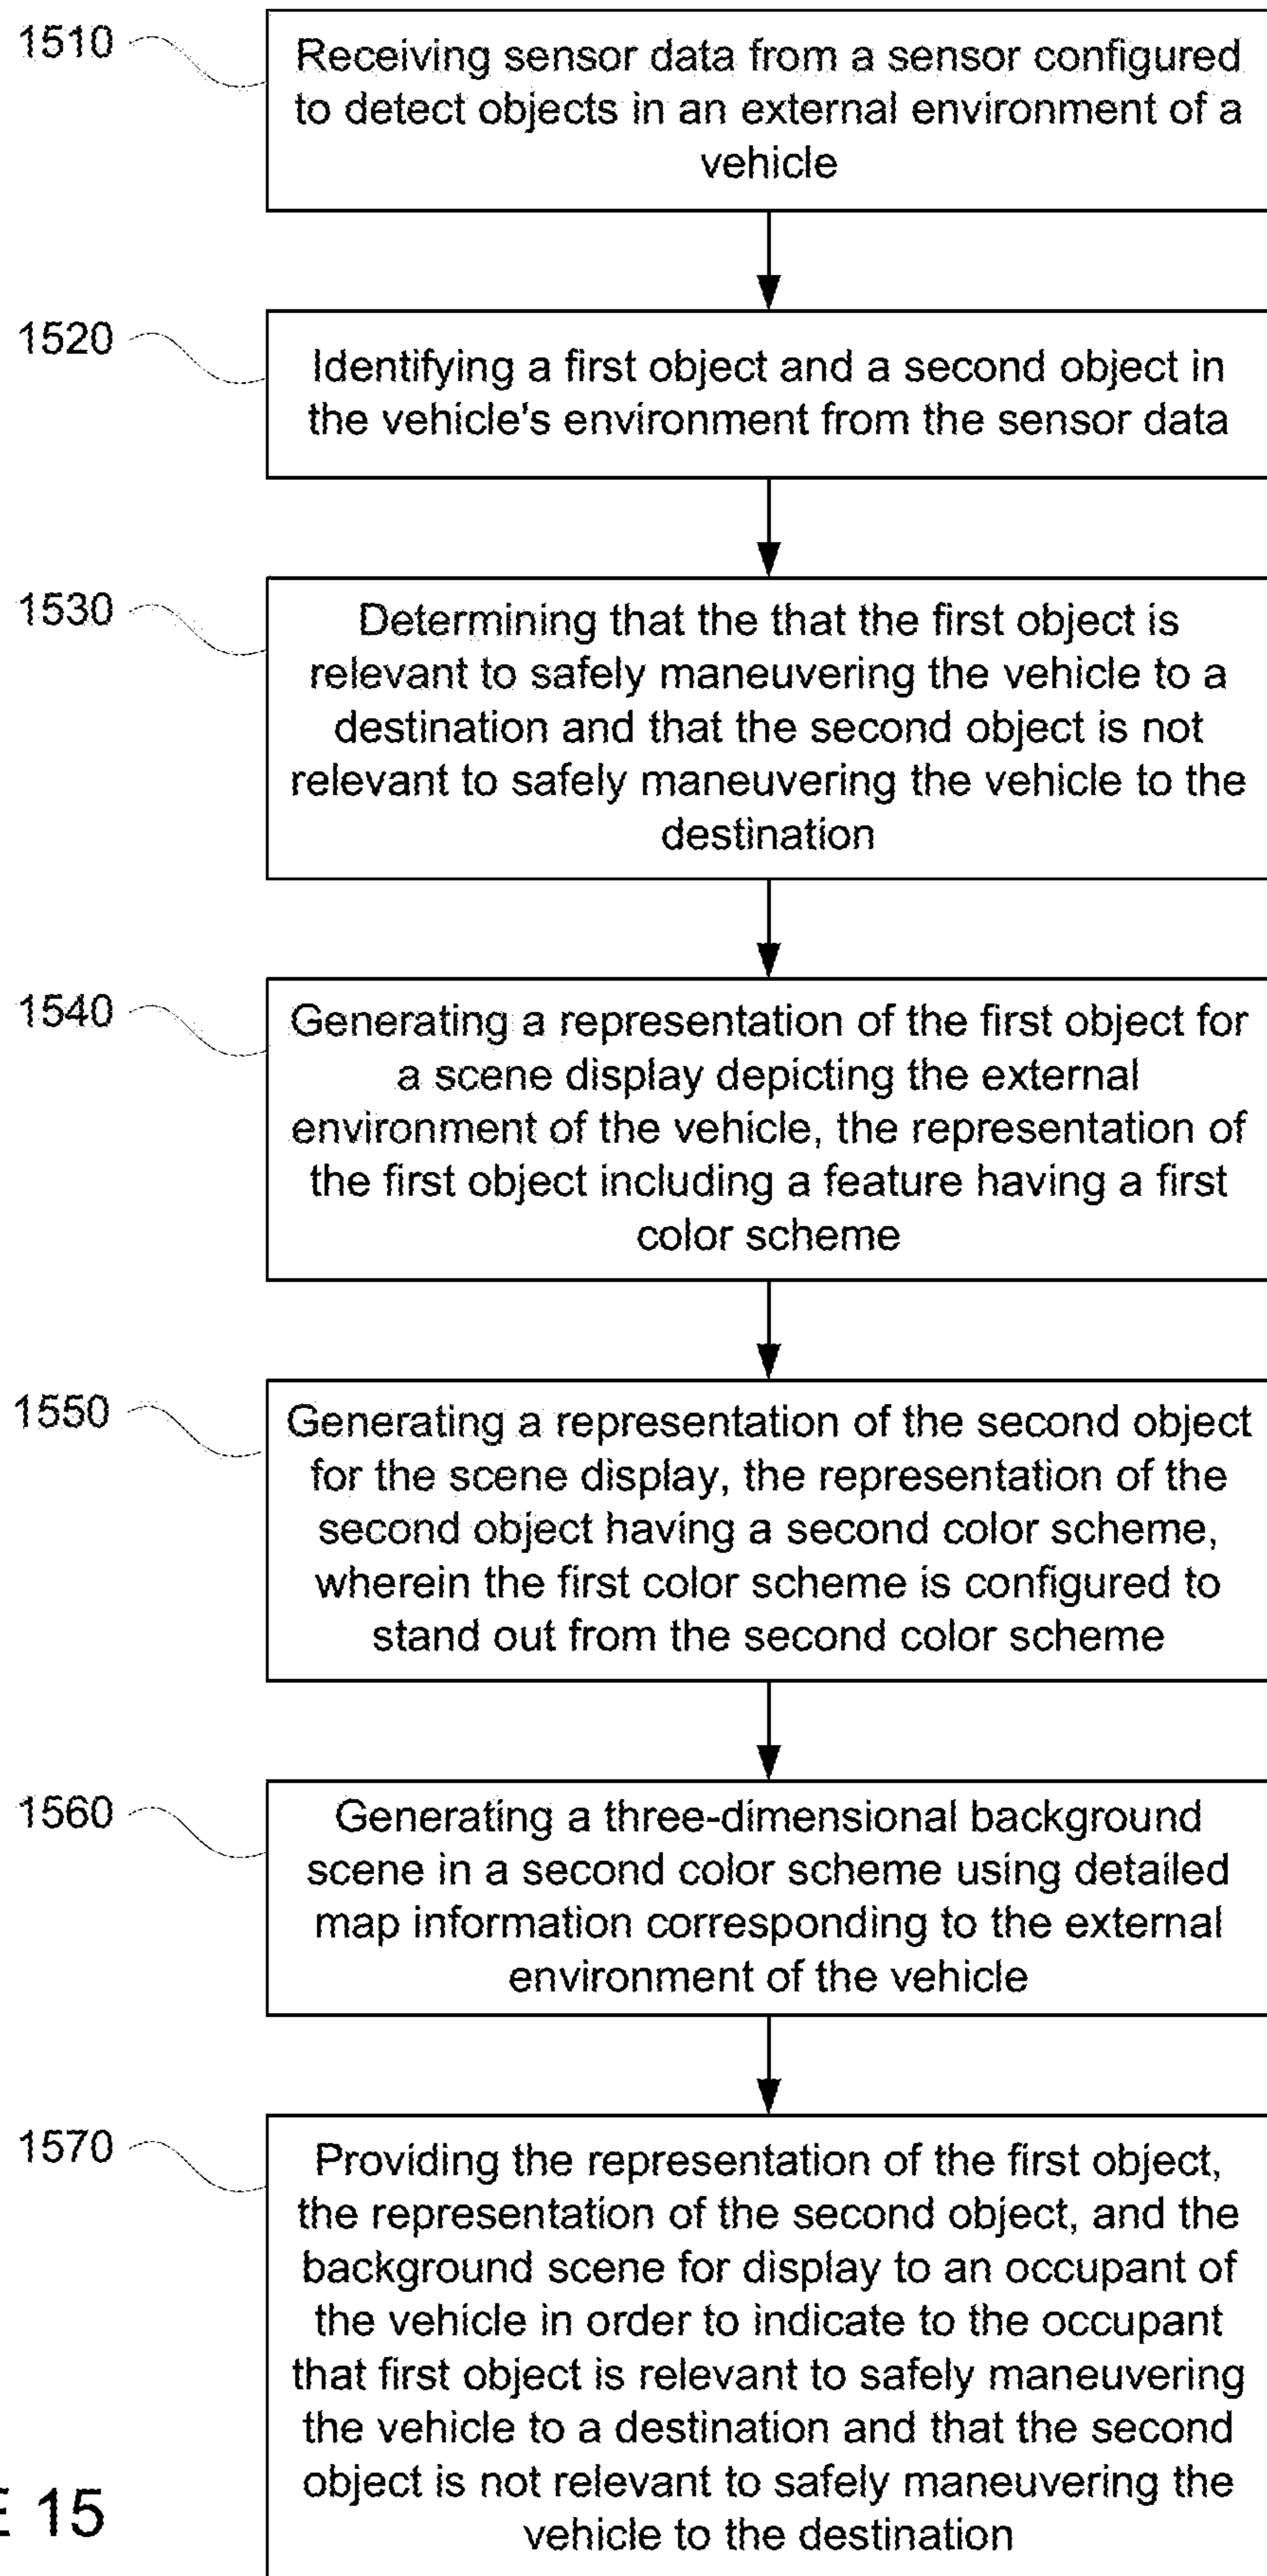 1510
Receiving sensor data from a sensor configured
to detect objects in an external environment of a
vehicle
1520
Identifying a first object and a second object in
the vehicle's environment from the sensor data
1530
Determining that the that the first object is
relevant to safely maneuvering the vehicle to a
destination and that the second object is not
relevant to safely maneuvering the vehicle to the
destination
1540
Generating a representation of the first object for
a scene display depicting the external
environment of the vehicle, the representation of
the first object including a feature having a first
color scheme
1550
Generating a representation of the second object
for the scene display, the representation of the
second object having a second color scheme,
wherein the first color scheme is configured to
stand out from the second color scheme
1560
Generating a three-dimensional background
scene in a second color scheme using detailed
map information corresponding to the external
environment of the vehicle
1570
Providing the representation of the first object,
the representation of the second object, and the
background scene for display to an occupant of
the vehicle in order to indicate to the occupant
that first object is relevant to safely maneuvering
the vehicle to a destination and that the second
object is not relevant to safely maneuvering the
vehicle to the destination
E 15